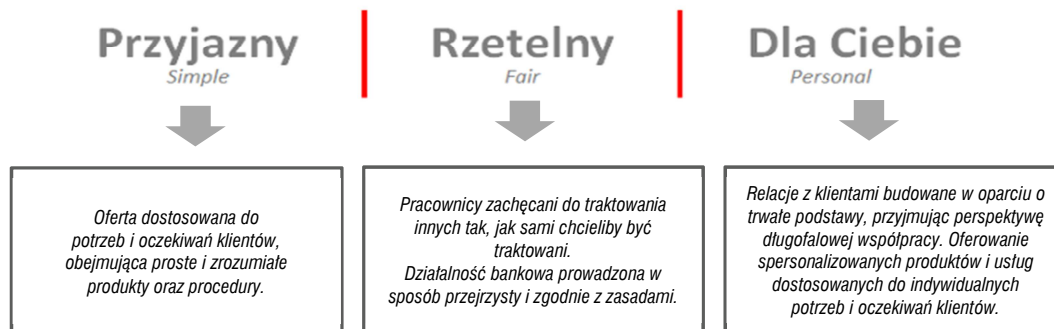 Przyjazny
Simple
Rzetelny
Fair
Dla Ciebie
Personal
Oferta dostosowana do
potrzeb i oczekiwań klientów,
obejmująca proste i zrozumiałe
produkty oraz procedury.
Pracownicy zachęcani do traktowania
innych tak, jak sami chcieliby być
traktowani.
Działalność bankowa prowadzona w
sposób przejrzysty i zgodnie z zasadami.
Relacje z klientami budowane w oparciu o
trwałe podstawy, przyjmując perspektywę
długofalowej współpracy. Oferowanie
spersonalizowanych produktów i usług
dostosowanych do indywidualnych
potrzeb i oczekiwań klientów.